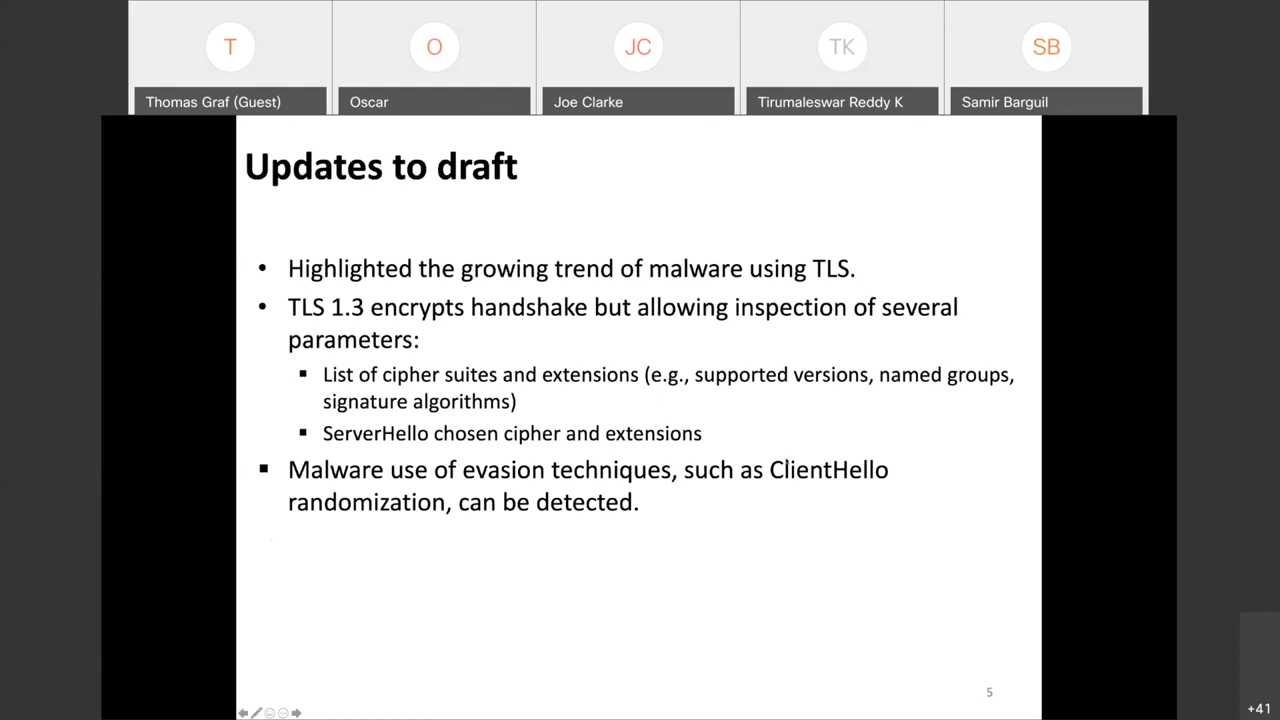 T
O
JC
TK
SB
Thomas Graf (Guest)
Oscar
Joe Clarke
Tirumaleswar Reddy K
Samir Barguil
Updates to draft
• Highlighted the growing trend of malware using TLS.
• TLS 1.3 encrypts handshake but allowing inspection of several
parameters:
▪ List of cipher suites and extensions (e.g., supported versions, named groups,
signature algorithms)
▪ ServerHello chosen cipher and extensions
▪ Malware use of evasion techniques, such as ClientHello
randomization, can be detected.
5
+41